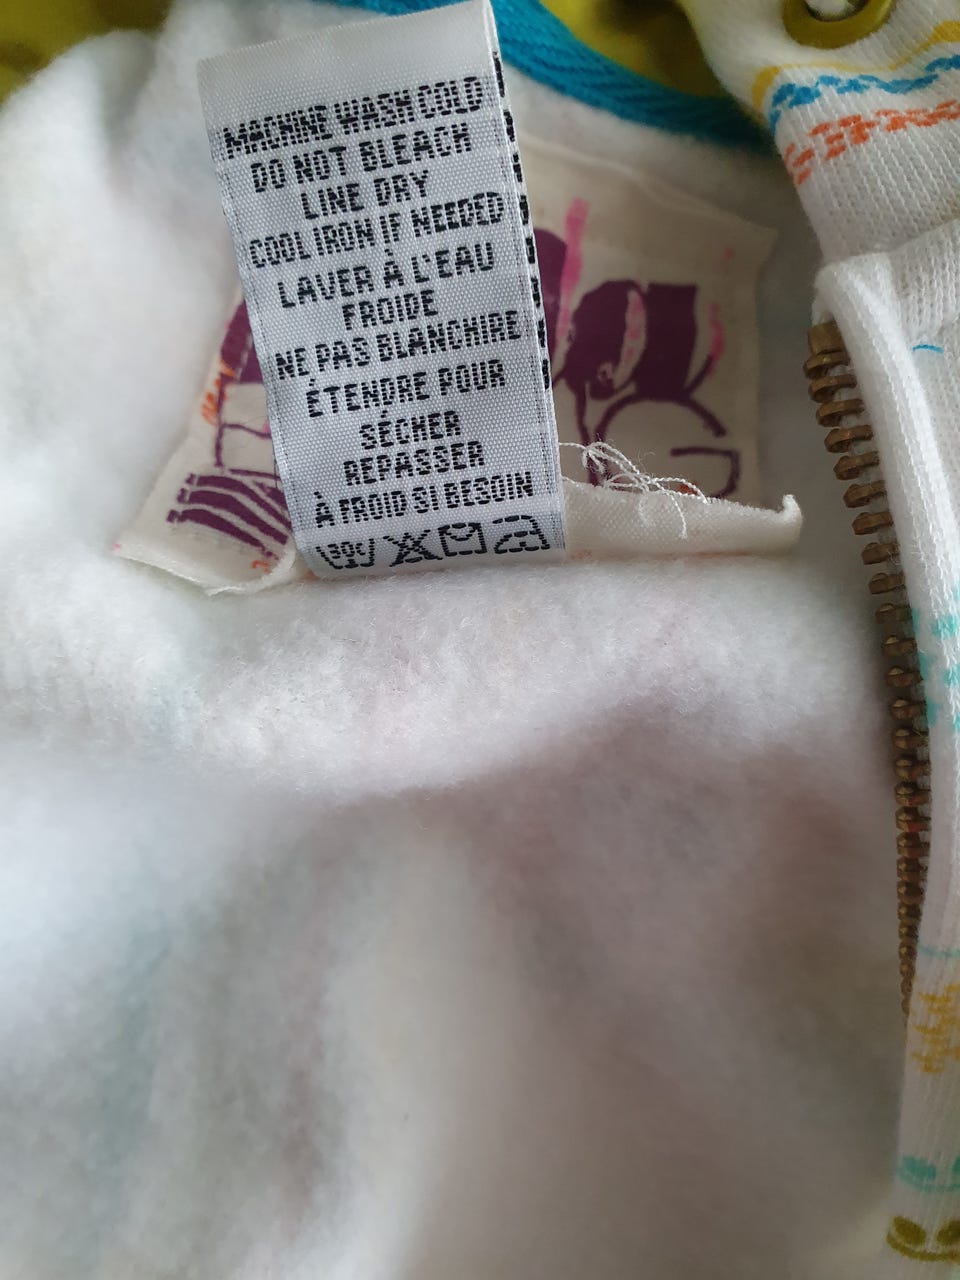 MACHINE WASH COLD
DO NOT BLEACH
LINE DRY
COOL IRON IF NEEDED
LAVER À L'EAU
FROIDE
NE PAS BLANCHIRE
ÉTENDRE POUR
SÉCHER
REPASSER
À FROID SI BESOIN
30C